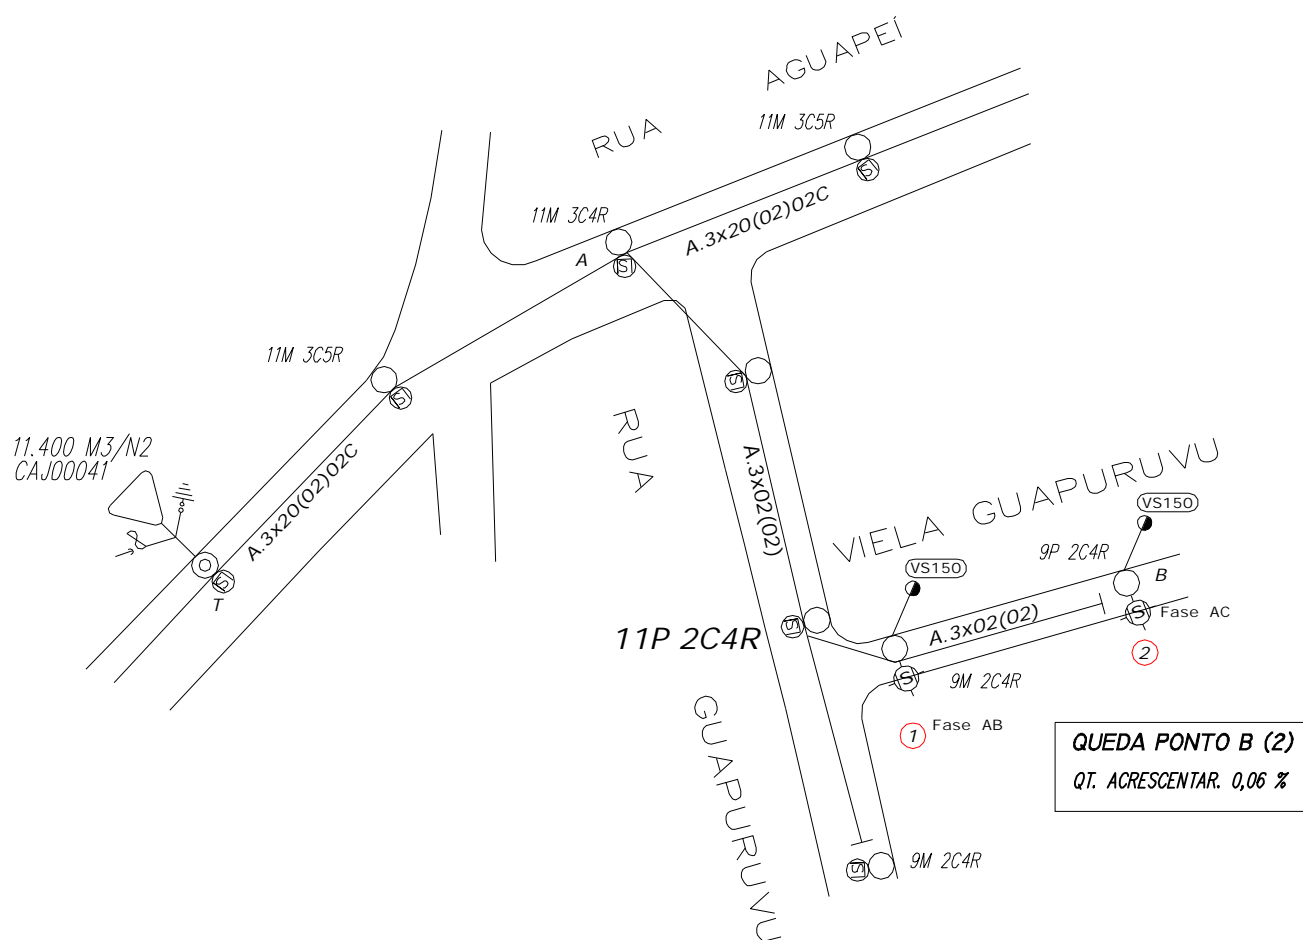 AGUAPEÍ
RUA
11M 3C5R
11M 3C4R
A.3x20(02)02C
A
S
S
11M 3C5R
S
S
11.400 M3/N2
CAJ00041
A.3x20(02)02C
S
T
RUA
A.3x02(02)
VIELA GUAPURUVU
VS150
9P 2C4R
VS150
B
A.3x02(02)
S
Fase AC
11P 2C4R
S
2
S
9M 2C4R
GUAPURUVU
1
Fase AB
QUEDA PONTO B (2)
QT. ACRESCENTAR. 0,06 %
S
9M 2C4R